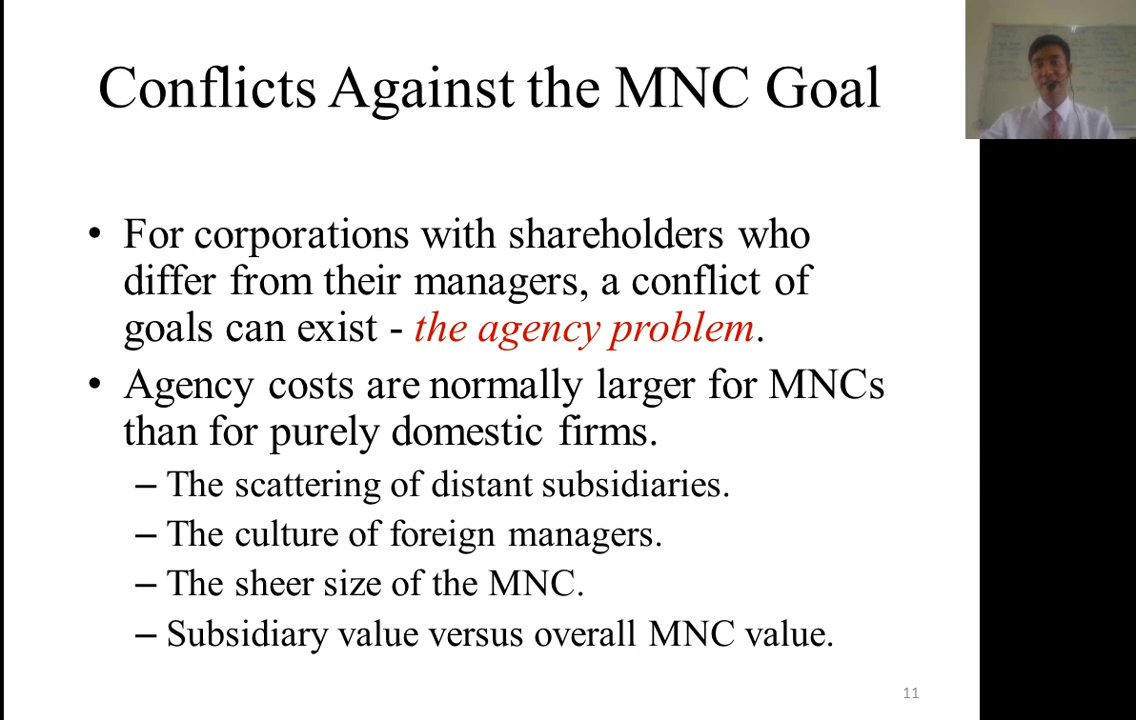 Conflicts Against the MNC Goal
• For corporations with shareholders who
differ from their managers, a conflict of
goals can exist - the agency problem.
• Agency costs are normally larger for MNCs
than for purely domestic firms.
– The scattering of distant subsidiaries.
– The culture of foreign managers.
– The sheer size of the MNC.
– Subsidiary value versus overall MNC value.
11